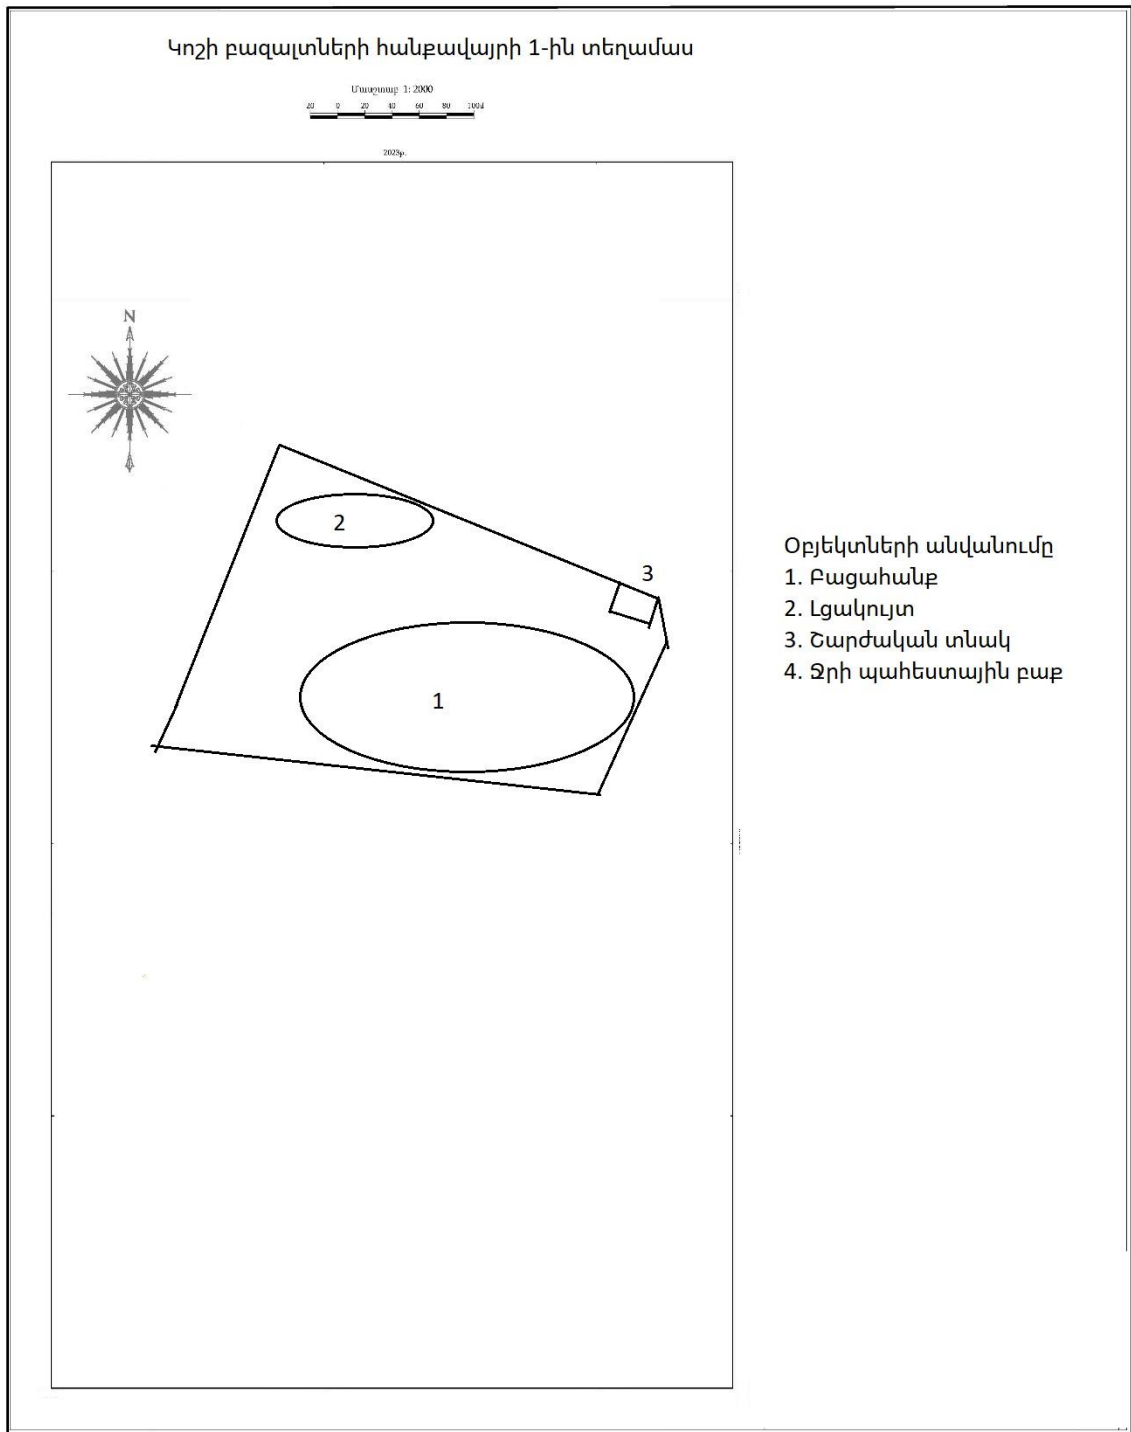 Կոշի բազալտների հանքավայրի 1-ին տեղամաս
Մասշտաբ 1: 2000
20 0 20 40 60 80 100մ
2023թ.
N
2
3
1
Օբյեկտների անվանումը
1. Բացահանք
2. Լցակույտ
3. Շարժական տնակ
4. Ջրի պահեստային բաք